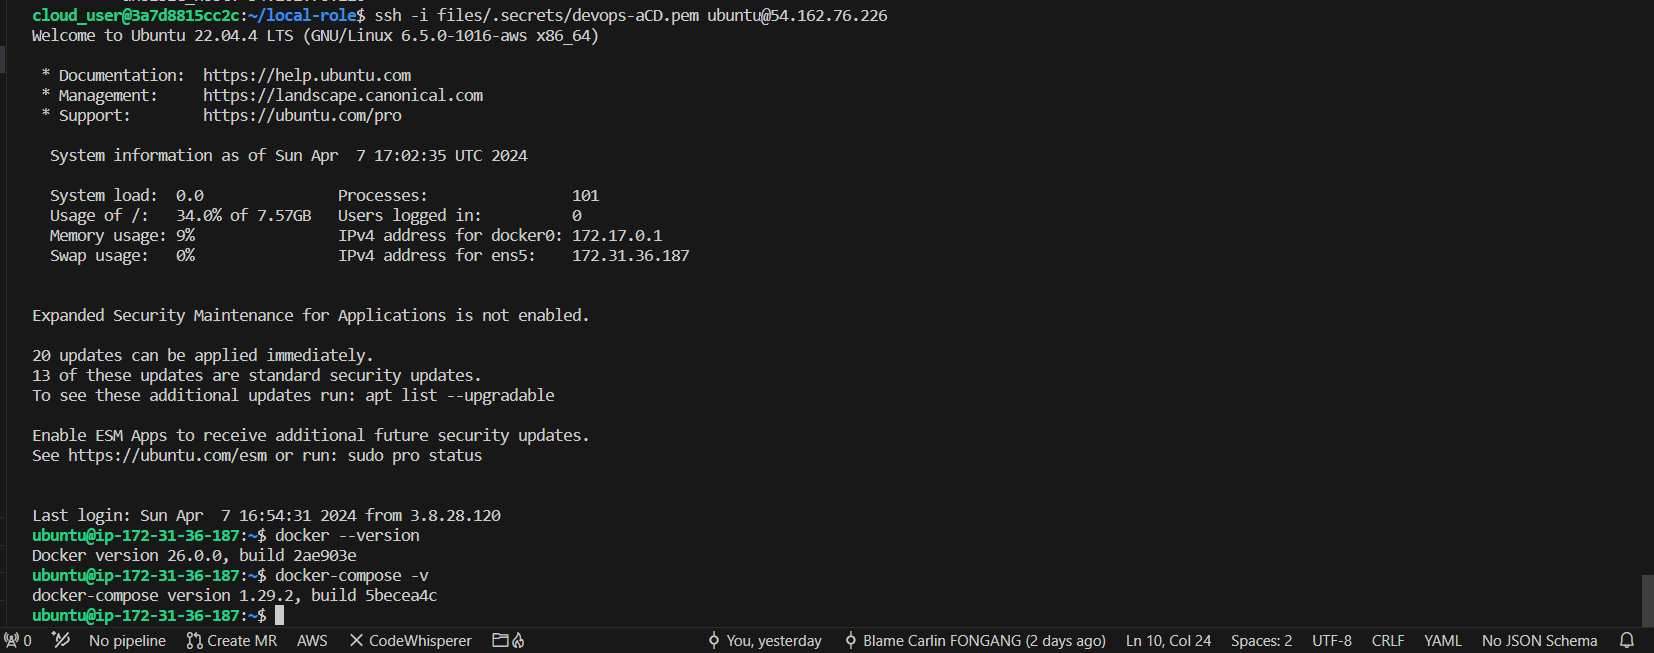 cloud_user@3a7d8815cc2c:~/local-role$ ssh -i files/.secrets/devops-aCD.pem ubuntu@54.162.76.226
Welcome to Ubuntu 22.04.4 LTS (GNU/Linux 6.5.0-1016-aws x86_64)
* Documentation:  https://help.ubuntu.com
* Management:     https://landscape.canonical.com
* Support:        https://ubuntu.com/pro
System information as of Sun Apr  7 17:02:35 UTC 2024
System load:  0.0               Processes:                101
Usage of /:   34.0% of 7.57GB   Users logged in:          0
Memory usage: 9%                IPv4 address for docker0: 172.17.0.1
Swap usage:   0%                IPv4 address for ens5:    172.31.36.187
Expanded Security Maintenance for Applications is not enabled.
20 updates can be applied immediately.
13 of these updates are standard security updates.
To see these additional updates run: apt list --upgradable
Enable ESM Apps to receive additional future security updates.
See https://ubuntu.com/esm or run: sudo pro status
Last login: Sun Apr  7 16:54:31 2024 from 3.8.28.120
ubuntu@ip-172-31-36-187:~$ docker --version
Docker version 26.0.0, build 2ae903e
ubuntu@ip-172-31-36-187:~$ docker-compose -v
docker-compose version 1.29.2, build 5becea4c
ubuntu@ip-172-31-36-187:~$
0 No pipeline Create MR AWS CodeWhisperer You, yesterday Blame Carlin FONGANG (2 days ago) Ln 10, Col 24 Spaces: 2 UTF-8 CRLF YAML No JSON Schema